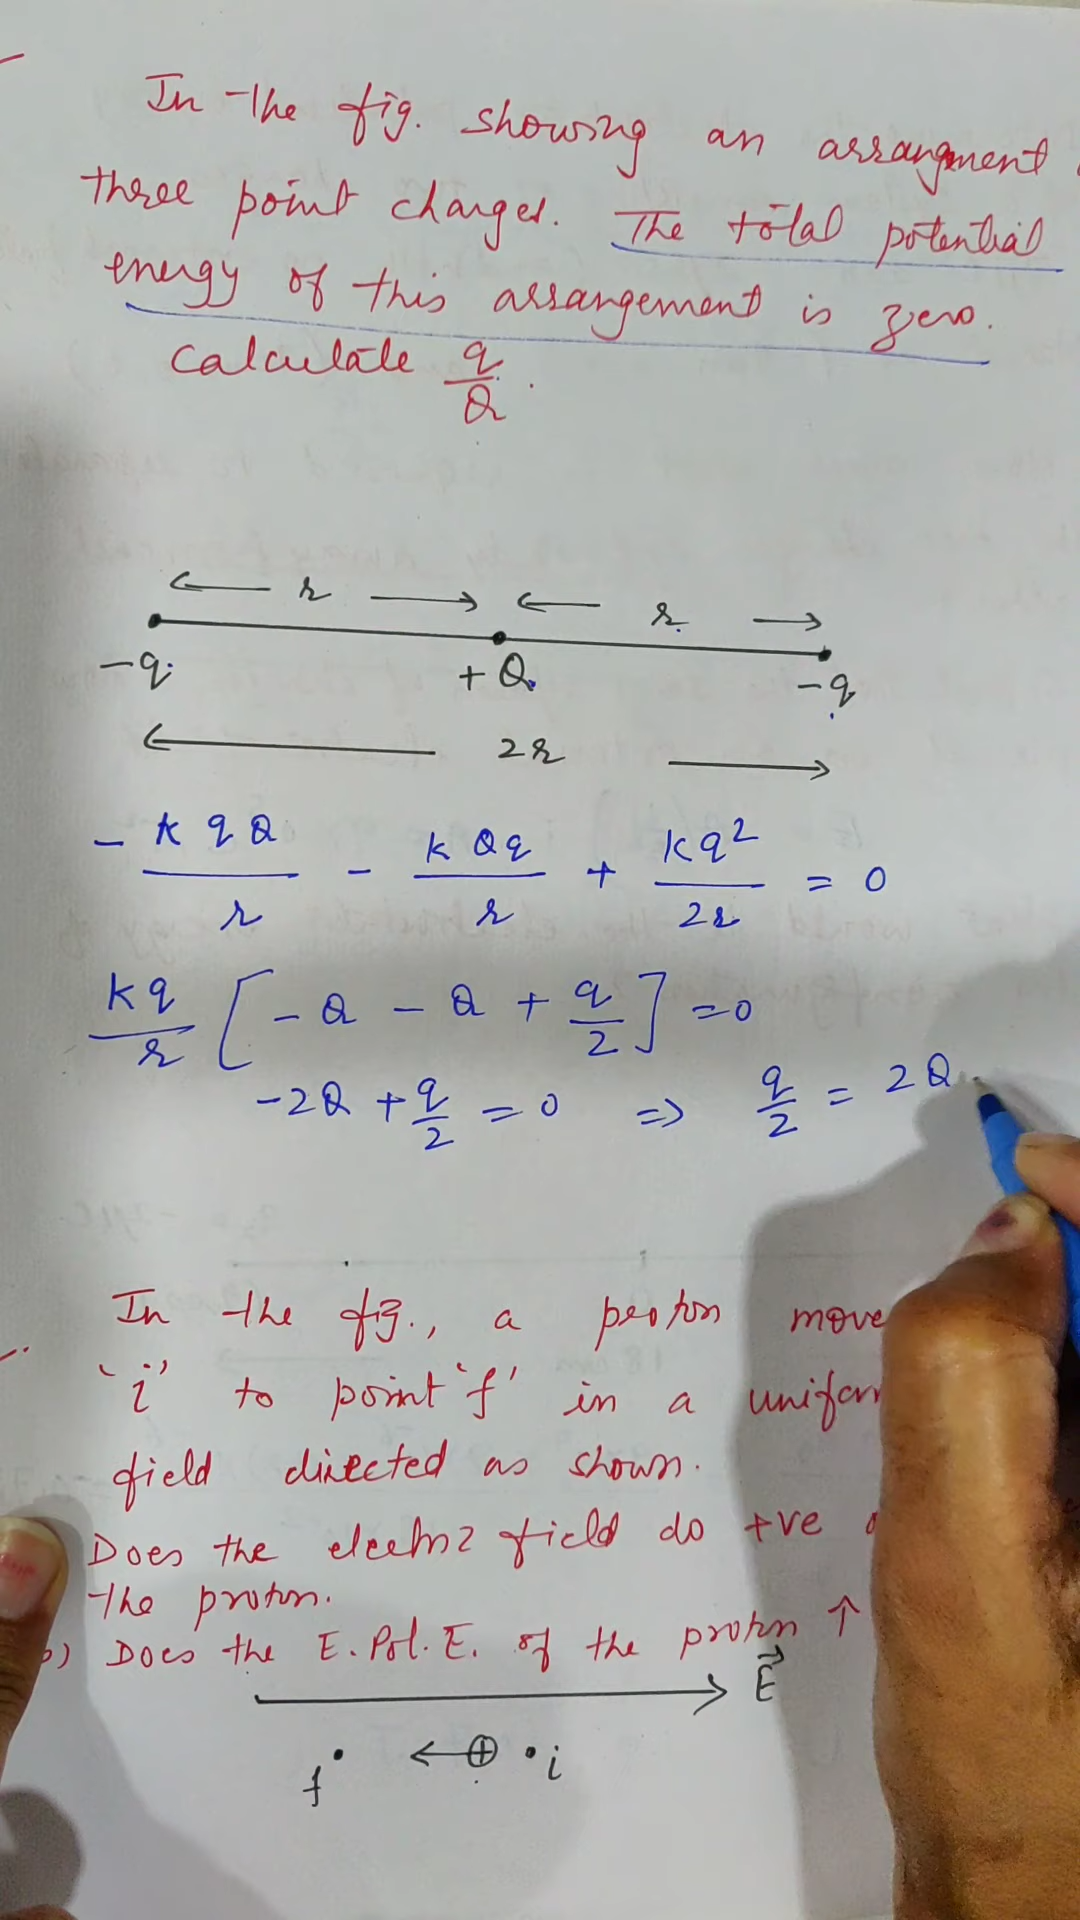 In the fig. showing an arrangment
three point charges. The total potential
energy of this arrangement is zero.
Calculate q/Q.
← r → ← r. →
-q +Q -q
← 2r →
- kqQ/r - kQq/r + kq²/2r = 0
kq/r [-Q - Q + q/2] = 0
-2Q + q/2 = 0 ⇒ q/2 = 2Q
In the fig., a proton move
'i' to point 'f' in a
field directed as shown.
Does the electric field do +ve
the proton.
b) Does the E. Pot. E. of the proton ↑
→ E⃗
f • ← ⊕ • i